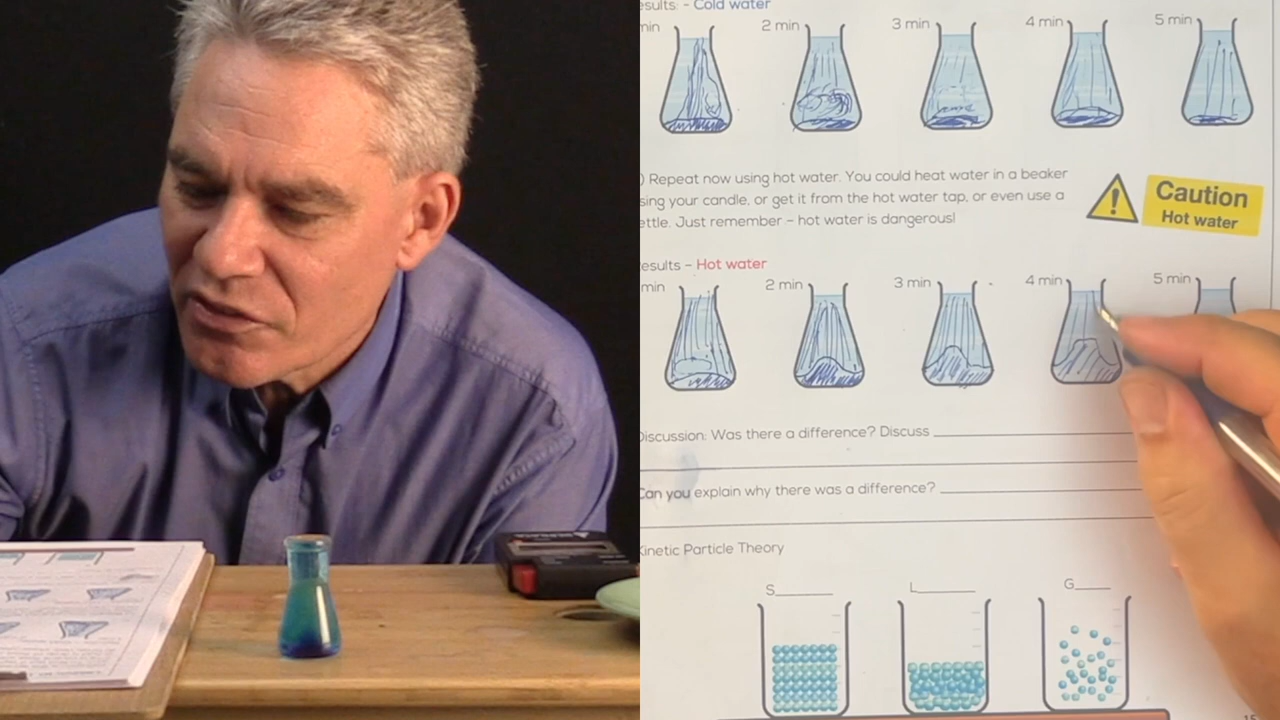 esults: - Cold water
min
2 min
3 min
4 min
5 min
) Repeat now using hot water. You could heat water in a beaker
sing your candle, or get it from the hot water tap, or even use a
ettle. Just remember – hot water is dangerous!
Caution
Hot water
esults – Hot water
min
2 min
3 min
4 min
5 min
Discussion: Was there a difference? Discuss
Can you explain why there was a difference?
Kinetic Particle Theory
S
L
G
15